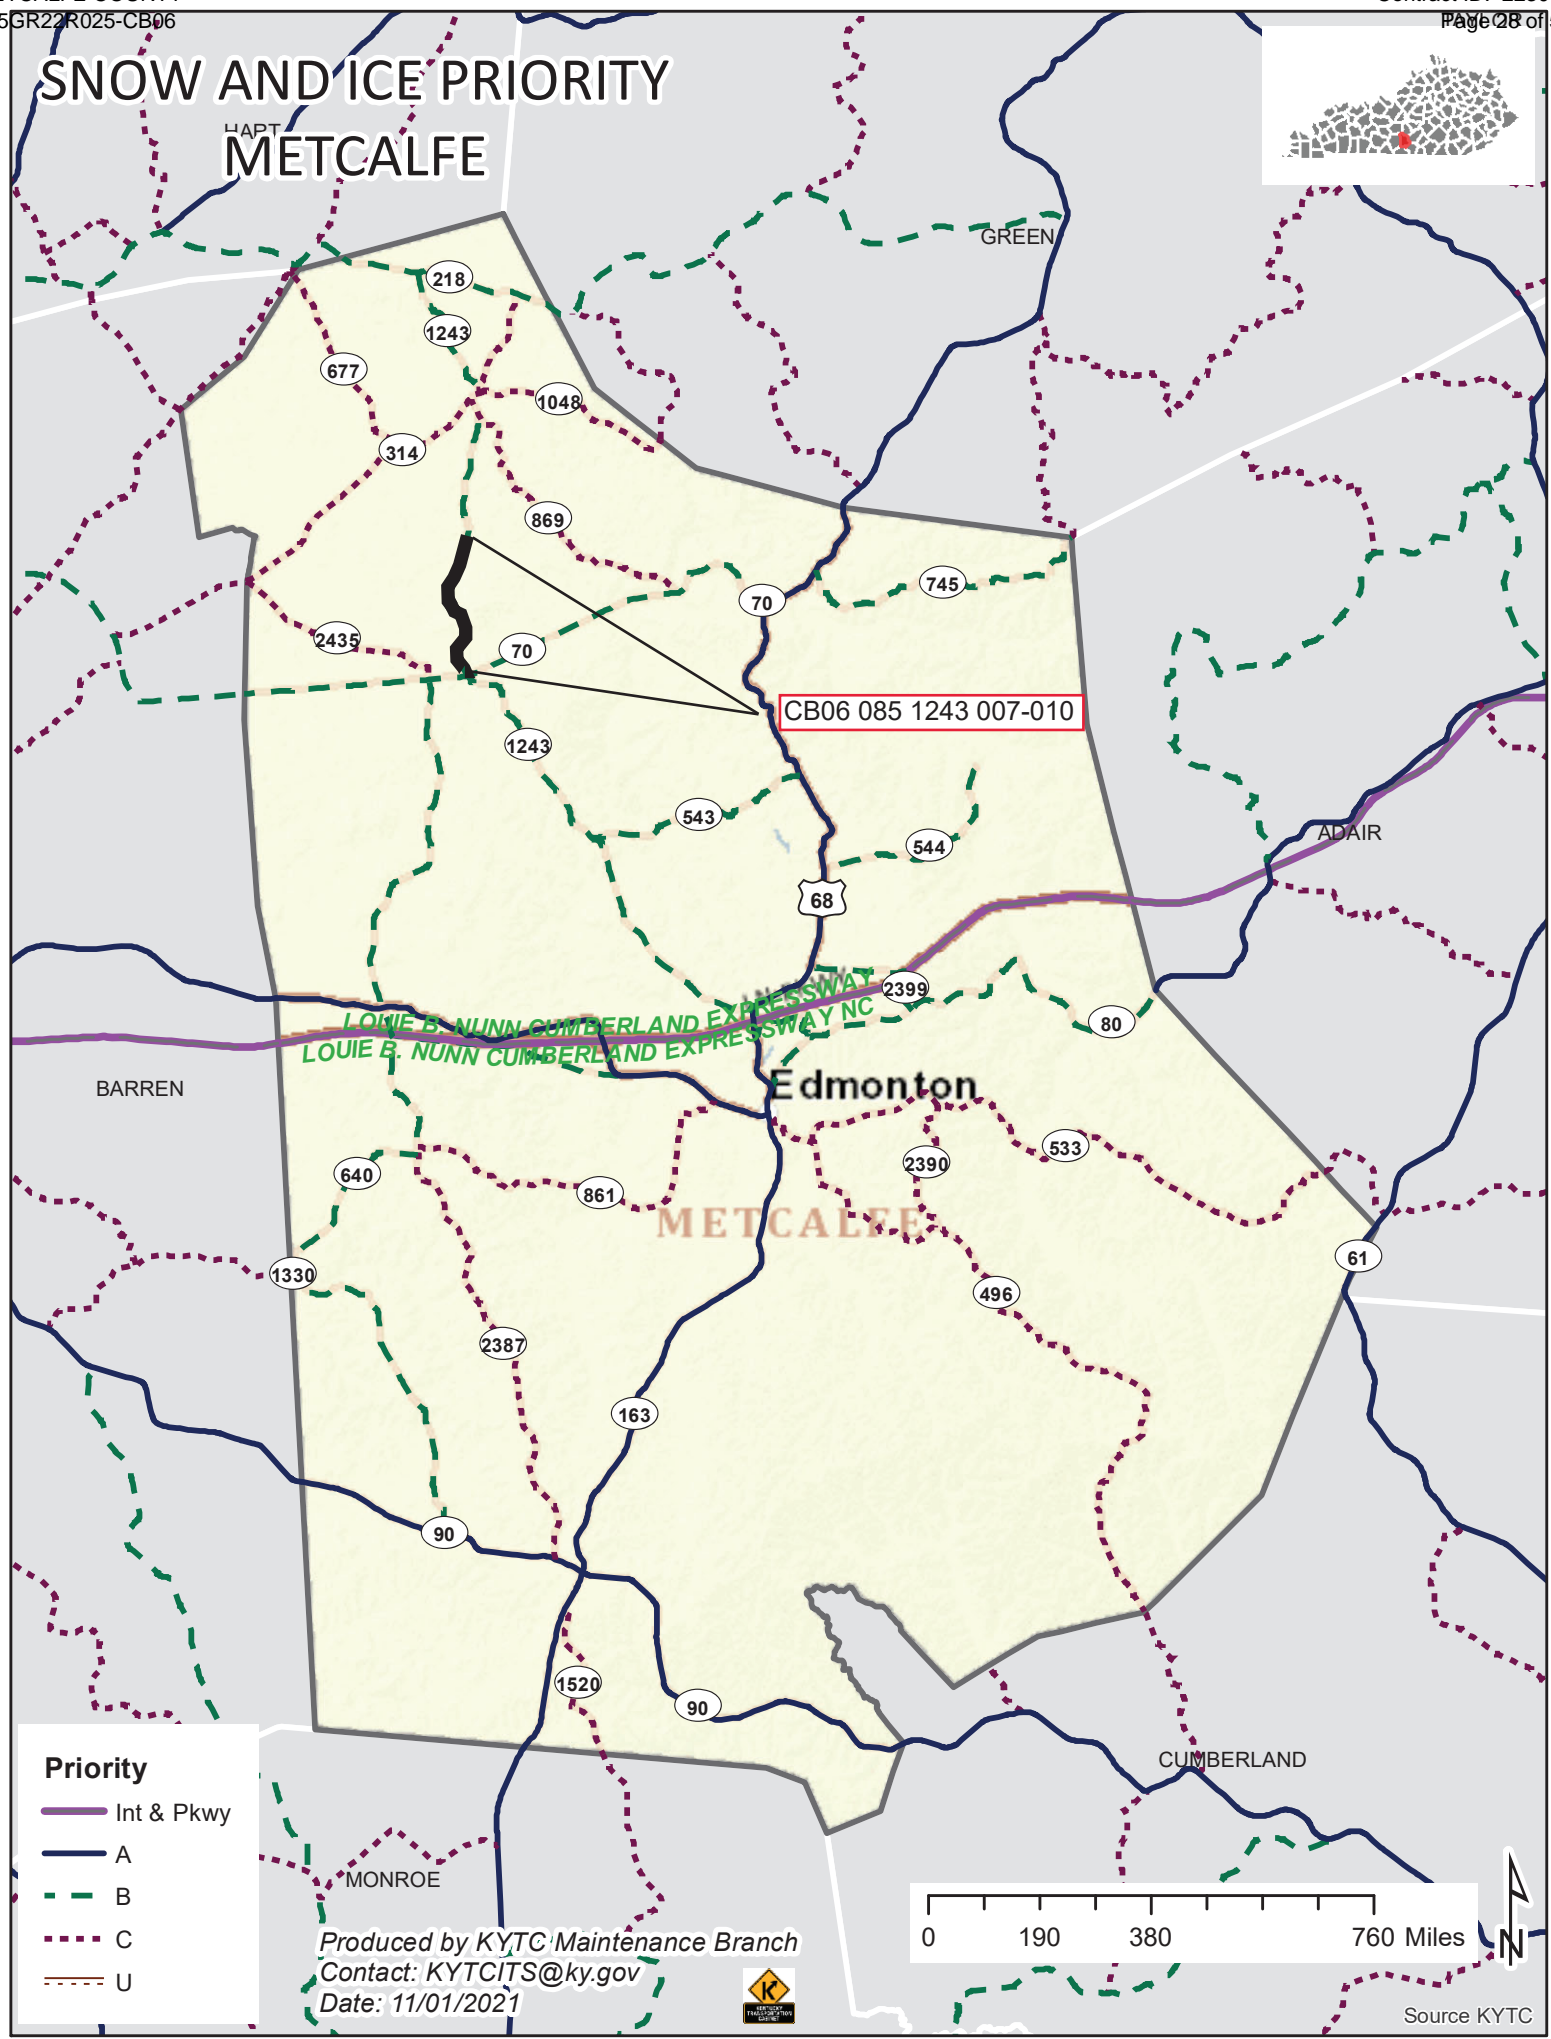 5GR22R025-CB06
Page 28 of
SNOW AND ICE PRIORITY
METCALFE
HART
GREEN
218
1243
677
1048
314
869
745
70
2435
70
CB06 085 1243 007-010
1243
543
544
ADAIR
68
2399
LOUIE B. NUNN CUMBERLAND EXPRESSWAY
LOUIE B. NUNN CUMBERLAND EXPRESSWAY NC
80
BARREN
Edmonton
533
640
2390
861
METCALFE
61
1330
496
2387
163
90
1520
90
CUMBERLAND
Priority
Int & Pkwy
A
B
C
U
MONROE
Produced by KYTC Maintenance Branch
Contact: KYTCITS@ky.gov
Date: 11/01/2021
KENTUCKY
TRANSPORTATION
CABINET
0 190 380 760 Miles
N
Source KYTC